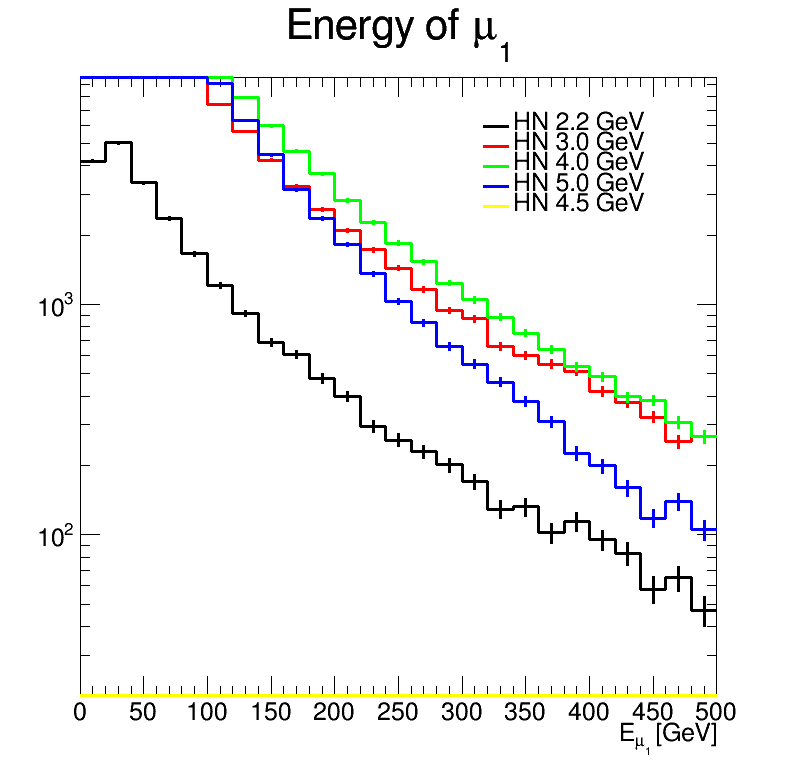 Energy of μ₁
HN 2.2 GeV
HN 3.0 GeV
HN 4.0 GeV
HN 5.0 GeV
HN 4.5 GeV
10³
10²
0 50 100 150 200 250 300 350 400 450 500
E_μ₁ [GeV]